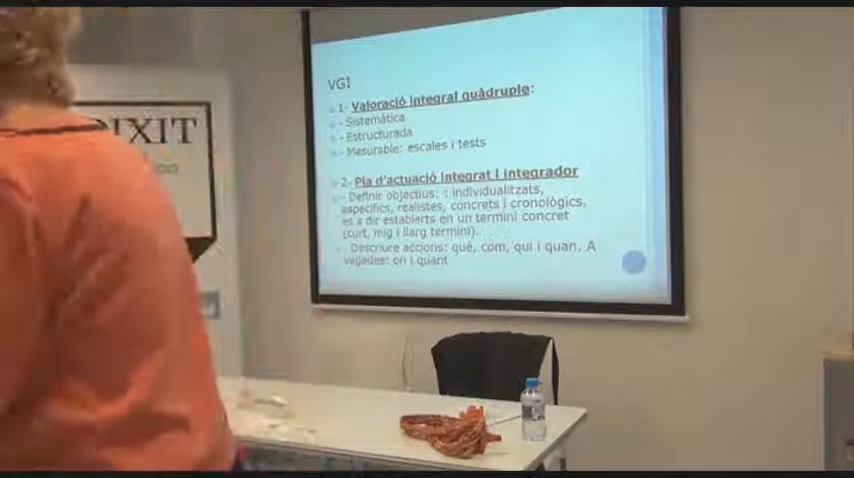 VGI
1- Valoració integral quàdruple:
- Sistemàtica
- Estructurada
- Mesurable: escales i tests
2- Pla d'actuació integrat i integrador
- Definir objectius: : individualitzats,
específics, realistes, concrets i cronològics,
es a dir establerts en un termini concret
(curt, mig i llarg termini).
Descriure accions: què, com, qui i quan. A
vegades: on i quant
DIXIT